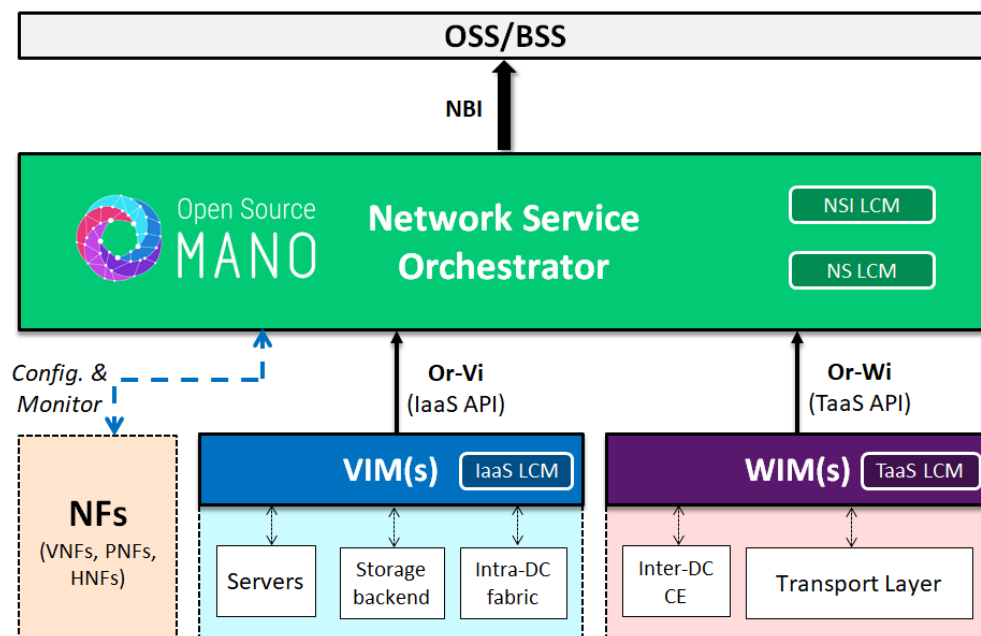 OSS/BSS
NBI
Open Source
MANO
Network Service
Orchestrator
NSI LCM
NS LCM
Config. &
Monitor
Or-Vi
(IaaS API)
Or-Wi
(TaaS API)
NFs
(VNFs, PNFs,
HNFs)
VIM(s)
IaaS LCM
Servers
Storage
backend
Intra-DC
fabric
WIM(s)
TaaS LCM
Inter-DC
CE
Transport Layer